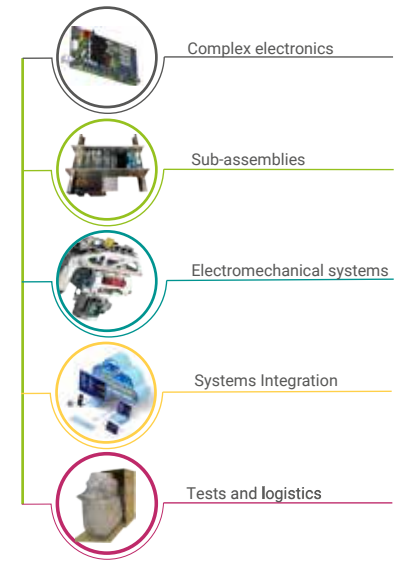 Complex electronics
Sub-assemblies
Electromechanical systems
Systems Integration
Tests and logistics